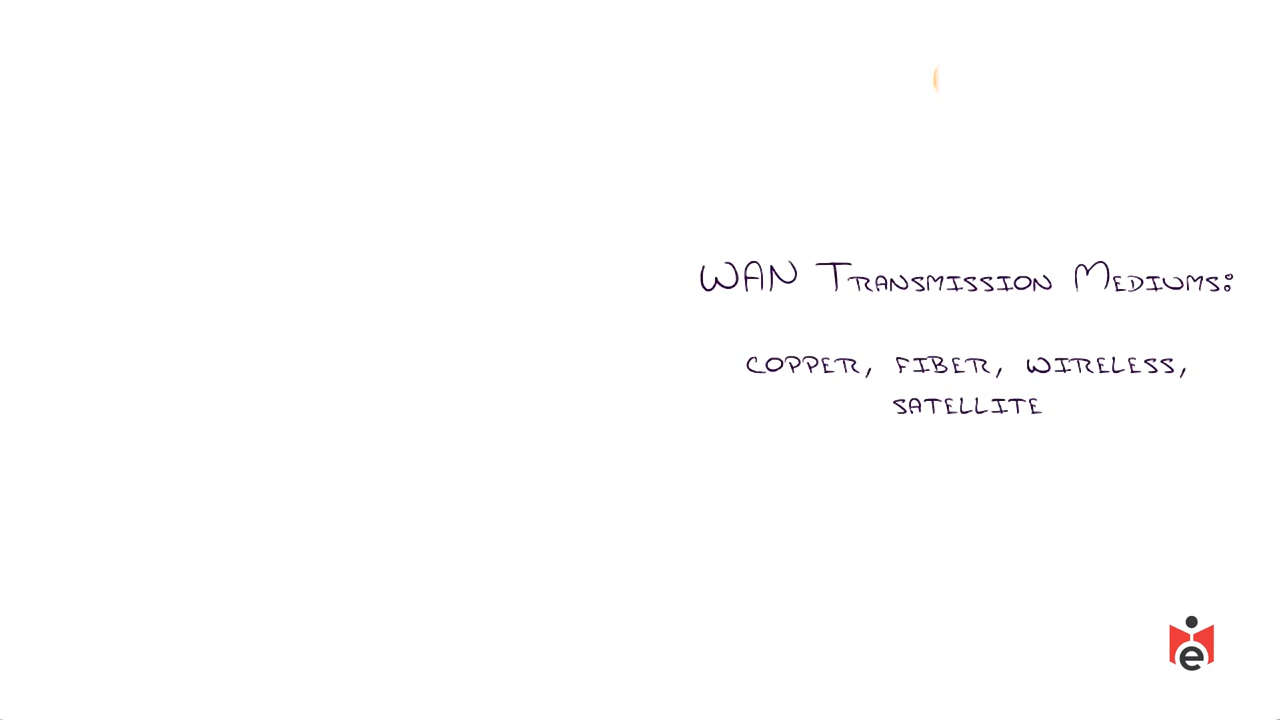 WAN Transmission Mediums:
copper, fiber, wireless,
satellite
e